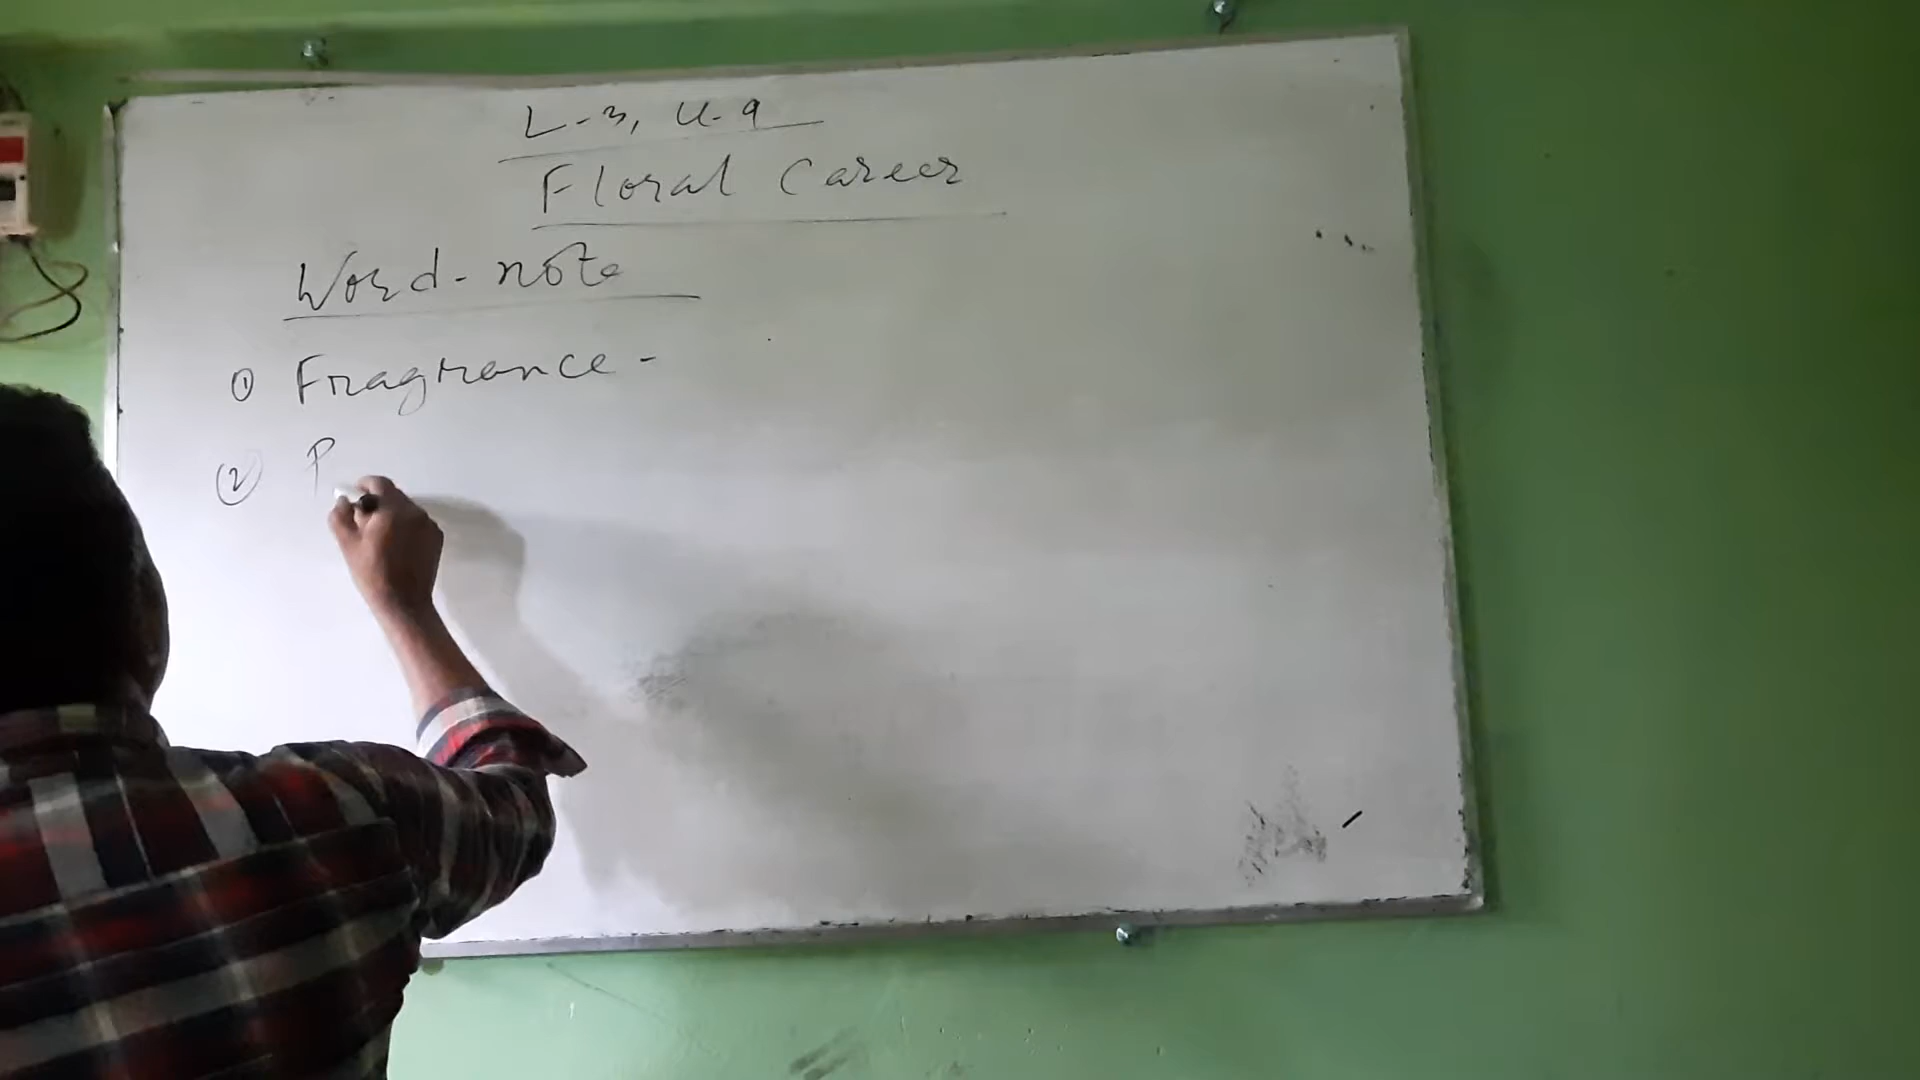 L-3, U-9
Floral Career
Word-note
① Fragrance -
② P